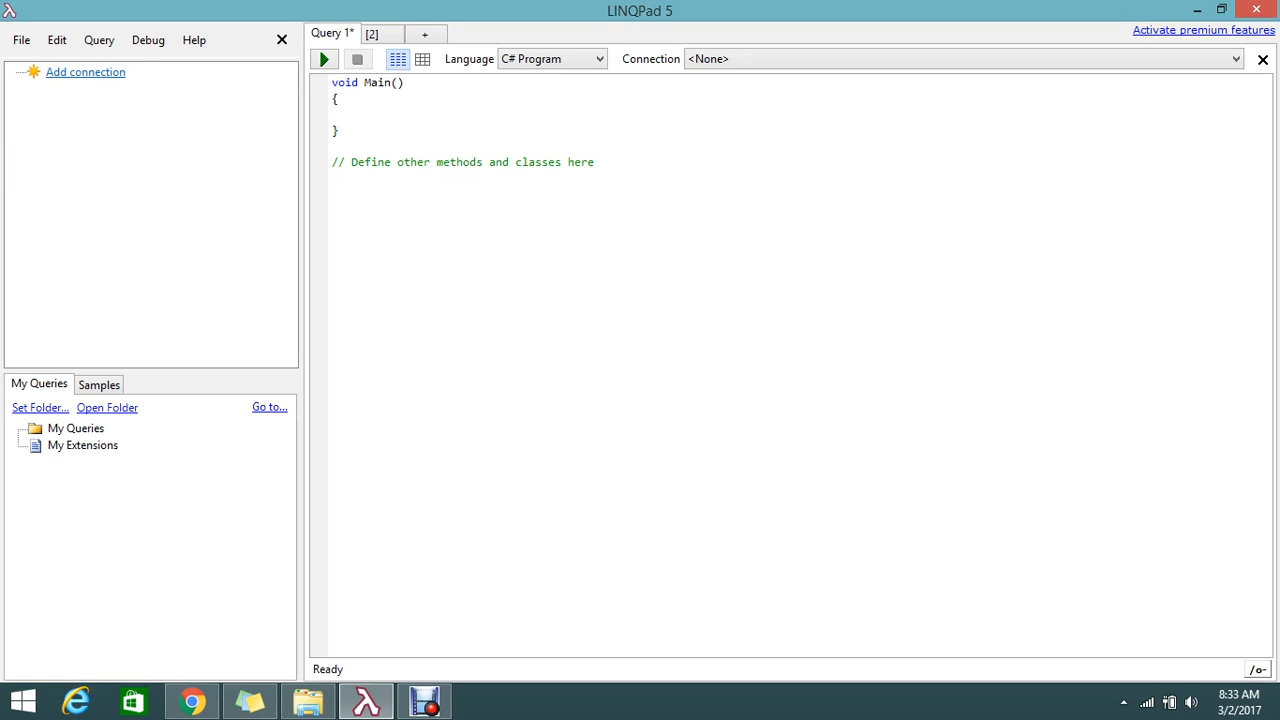 LINQPad 5
File Edit Query Debug Help
Query 1* [2] +
Activate premium features
Language C# Program Connection <None>
Add connection
void Main()
{
}
// Define other methods and classes here
My Queries Samples
Set Folder... Open Folder Go to...
My Queries
My Extensions
Ready
/o-
8:33 AM
3/2/2017